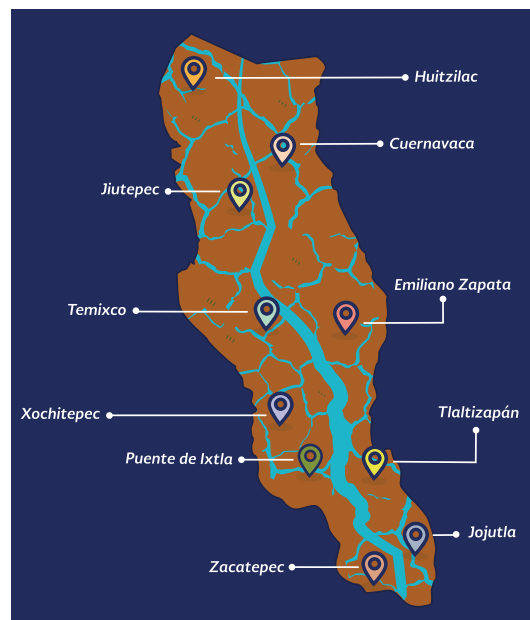 Huitzilac
Cuernavaca
Jiutepec
Emiliano Zapata
Temixco
Xochitepec
Tlaltizapán
Puente de Ixtla
Jojutla
Zacatepec